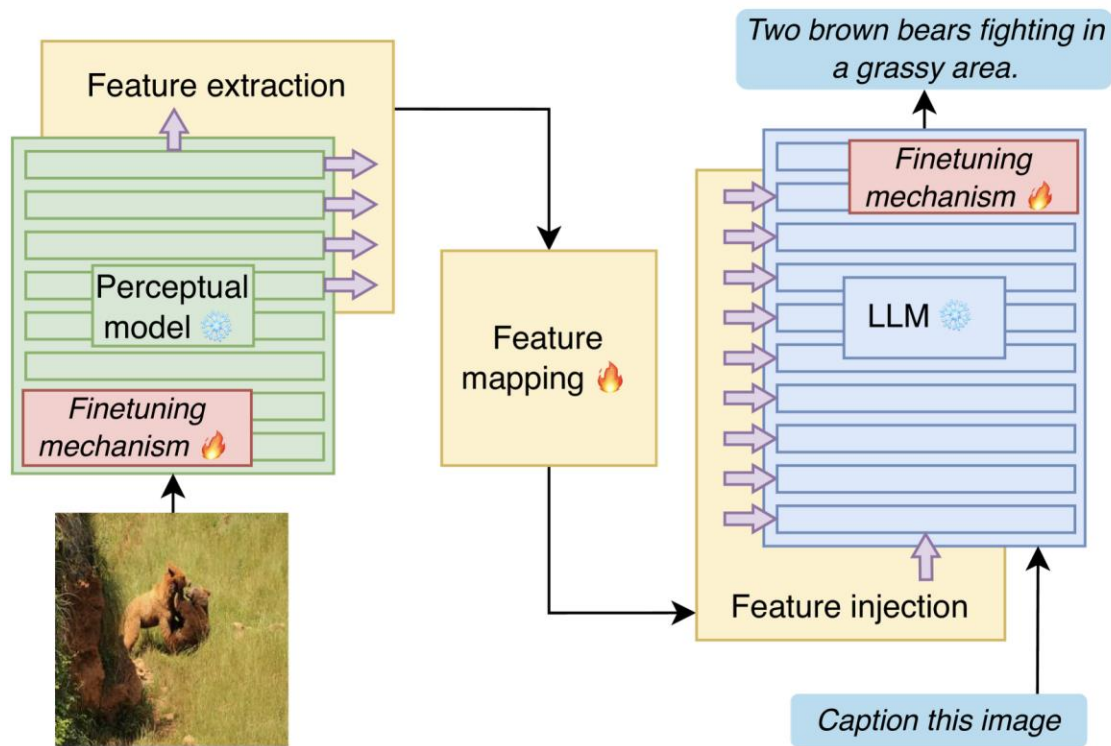 Feature extraction
Perceptual
model
Finetuning
mechanism
Feature
mapping
Two brown bears fighting in
a grassy area.
Finetuning
mechanism
LLM
Feature injection
Caption this image